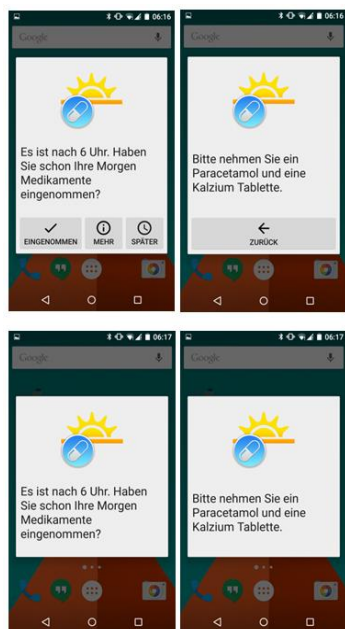 06:16
Google
Es ist nach 6 Uhr. Haben
Sie schon Ihre Morgen
Medikamente
eingenommen?
EINGENOMMEN MEHR SPÄTER
06:16
Google
Bitte nehmen Sie ein
Paracetamol und eine
Kalzium Tablette.
ZURÜCK
06:17
Google
Es ist nach 6 Uhr. Haben
Sie schon Ihre Morgen
Medikamente
eingenommen?
06:17
Google
Bitte nehmen Sie ein
Paracetamol und eine
Kalzium Tablette.